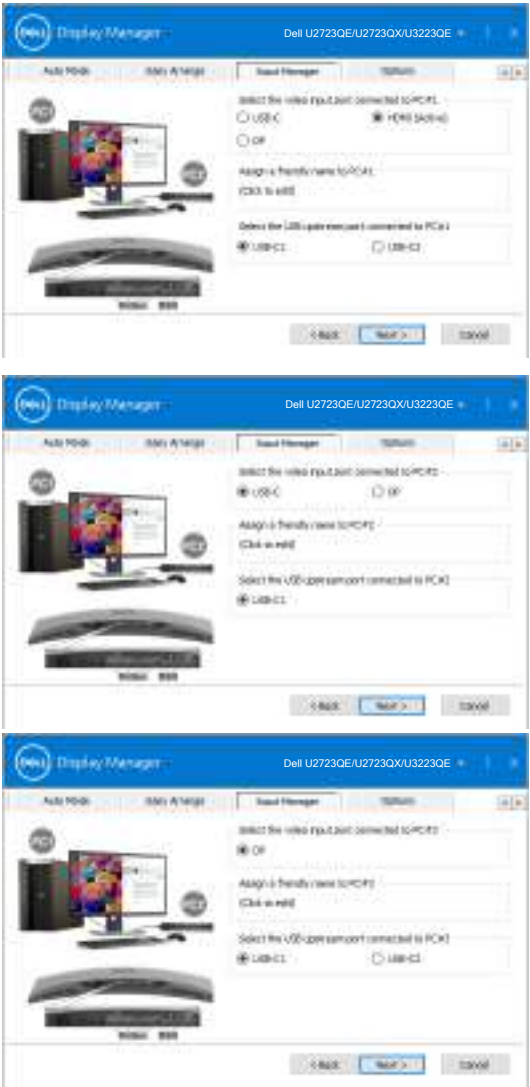 DELL Display Manager
Dell U2723QE/U2723QX/U3223QE
Auto Mode
Easy Arrange
Input Manager
Options
PC1
PC2
Select the video input port connected to PC#1
USB-C
HDMI (Active)
DP
Assign a friendly name to PC#1
(Click to edit)
Select the USB upstream port connected to PC#1
USB-C1
USB-C2
< Back
Next >
Cancel
DELL Display Manager
Dell U2723QE/U2723QX/U3223QE
Auto Mode
Easy Arrange
Input Manager
Options
PC1
PC2
Select the video input port connected to PC#2
USB-C
DP
Assign a friendly name to PC#2
(Click to edit)
Select the USB upstream port connected to PC#2
USB-C1
< Back
Next >
Cancel
DELL Display Manager
Dell U2723QE/U2723QX/U3223QE
Auto Mode
Easy Arrange
Input Manager
Options
PC1
PC2
Select the video input port connected to PC#3
DP
Assign a friendly name to PC#3
(Click to edit)
Select the USB upstream port connected to PC#3
USB-C1
USB-C2
< Back
Next >
Cancel